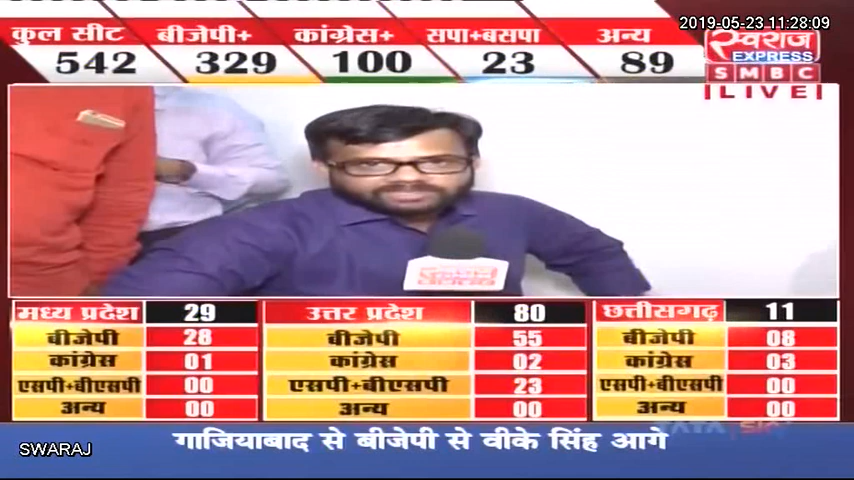 2019-05-23 11:28:09
कुल सीट बीजेपी+ कांग्रेस+ सपा+बसपा अन्य
542 329 100 23 89
स्वराज
EXPRESS
SMBC
LIVE
मध्य प्रदेश 29
बीजेपी 28
कांग्रेस 01
एसपी+बीएसपी 00
अन्य 00
उत्तर प्रदेश 80
बीजेपी 55
कांग्रेस 02
एसपी+बीएसपी 23
अन्य 00
छत्तीसगढ़ 11
बीजेपी 08
कांग्रेस 03
एसपी+बीएसपी 00
अन्य 00
TATA SKY
SWARAJ
गाजियाबाद से बीजेपी से वीके सिंह आगे